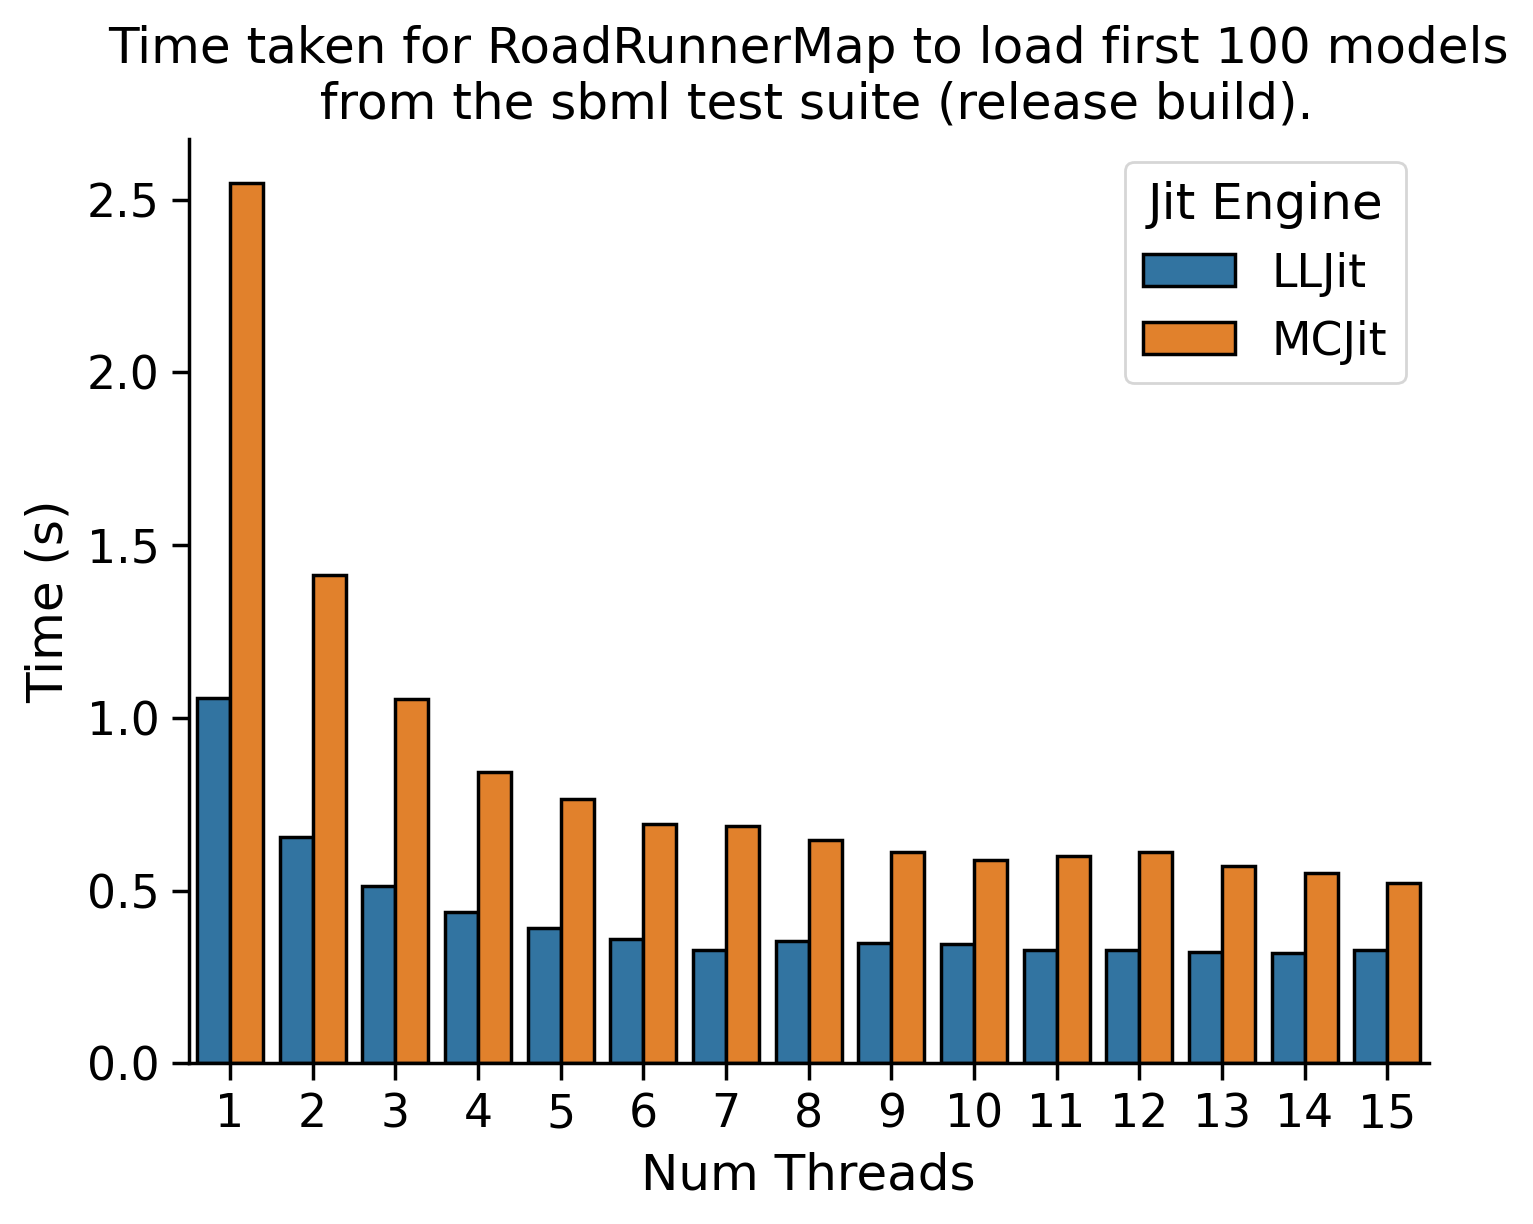 Time taken for RoadRunnerMap to load first 100 models
from the sbml test suite (release build).
Jit Engine
LLJit
MCJit
Time (s)
2.5
2.0
1.5
1.0
0.5
0.0
1 2 3 4 5 6 7 8 9 10 11 12 13 14 15
Num Threads